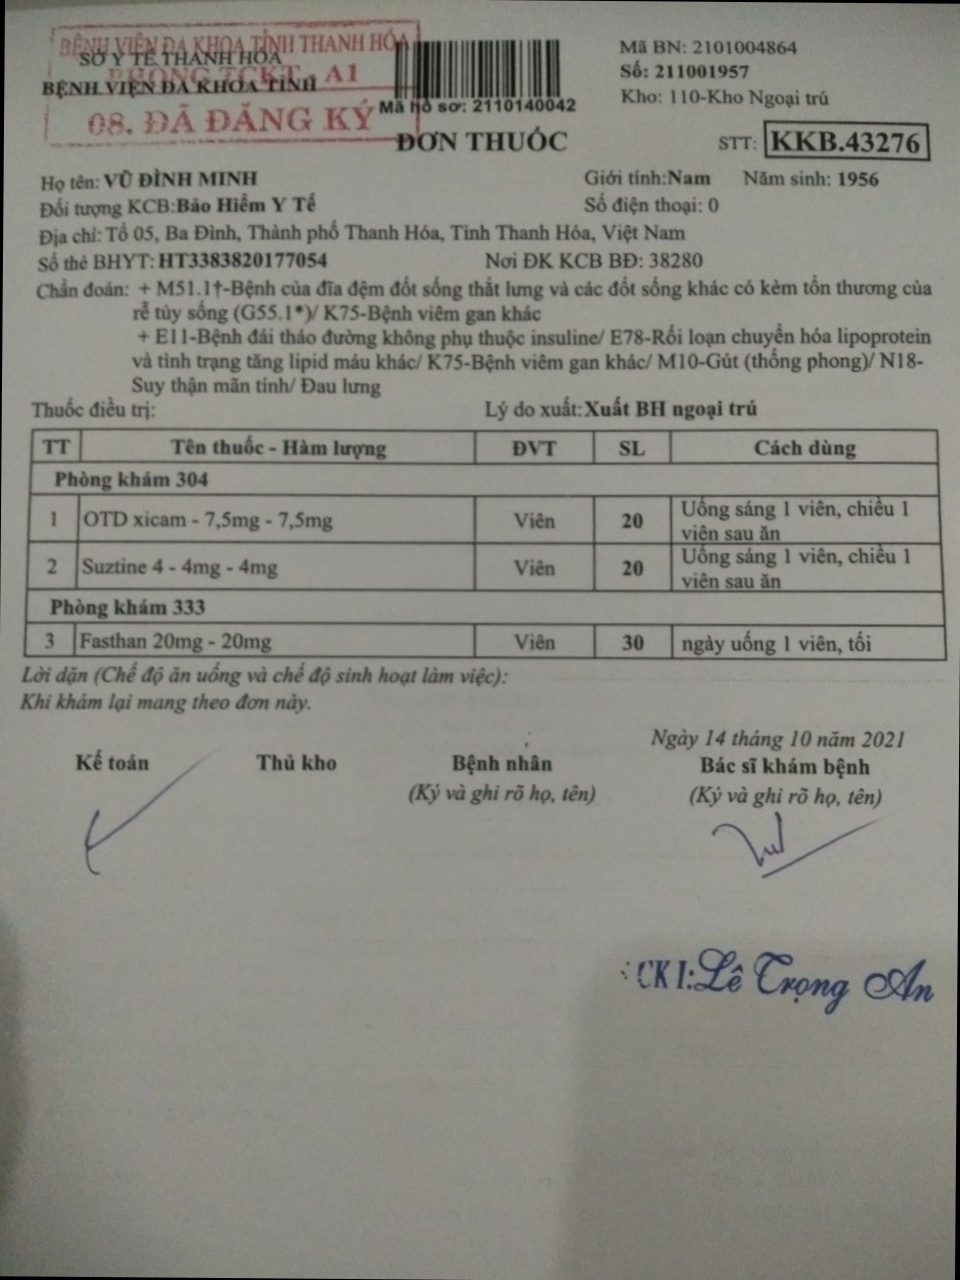 BỆNH VIỆN ĐA KHOA TỈNH THANH HÓA
SỞ Y TẾ THANH HÓA
PHÒNG TCKT - A1
BỆNH VIỆN ĐA KHOA TỈNH
08. ĐÃ ĐĂNG KÝ
Mã hồ sơ: 2110140042
Mã BN: 2101004864
Số: 211001957
Kho: 110-Kho Ngoại trú
ĐƠN THUỐC
STT: KKB.43276
Họ tên: VŨ ĐÌNH MINH Giới tính:Nam Năm sinh: 1956
Đối tượng KCB:Bảo Hiểm Y Tế Số điện thoại: 0
Địa chỉ: Tổ 05, Ba Đình, Thành phố Thanh Hóa, Tỉnh Thanh Hóa, Việt Nam
Số thẻ BHYT: HT3383820177054 Nơi ĐK KCB BĐ: 38280
Chẩn đoán: + M51.1†-Bệnh của đĩa đệm đốt sống thắt lưng và các đốt sống khác có kèm tổn thương của
rễ tủy sống (G55.1*)/ K75-Bệnh viêm gan khác
+ E11-Bệnh đái tháo đường không phụ thuộc insuline/ E78-Rối loạn chuyển hóa lipoprotein
và tình trạng tăng lipid máu khác/ K75-Bệnh viêm gan khác/ M10-Gút (thống phong)/ N18-
Suy thận mãn tính/ Đau lưng
Thuốc điều trị: Lý do xuất:Xuất BH ngoại trú
TT Tên thuốc - Hàm lượng ĐVT SL Cách dùng
Phòng khám 304
1 OTD xicam - 7,5mg - 7,5mg Viên 20 Uống sáng 1 viên, chiều 1
viên sau ăn
2 Suztine 4 - 4mg - 4mg Viên 20 Uống sáng 1 viên, chiều 1
viên sau ăn
Phòng khám 333
3 Fasthan 20mg - 20mg Viên 30 ngày uống 1 viên, tối
Lời dặn (Chế độ ăn uống và chế độ sinh hoạt làm việc):
Khi khám lại mang theo đơn này.
Ngày 14 tháng 10 năm 2021
Kế toán Thủ kho Bệnh nhân Bác sĩ khám bệnh
(Ký và ghi rõ họ, tên) (Ký và ghi rõ họ, tên)
CK I: Lê Trọng An